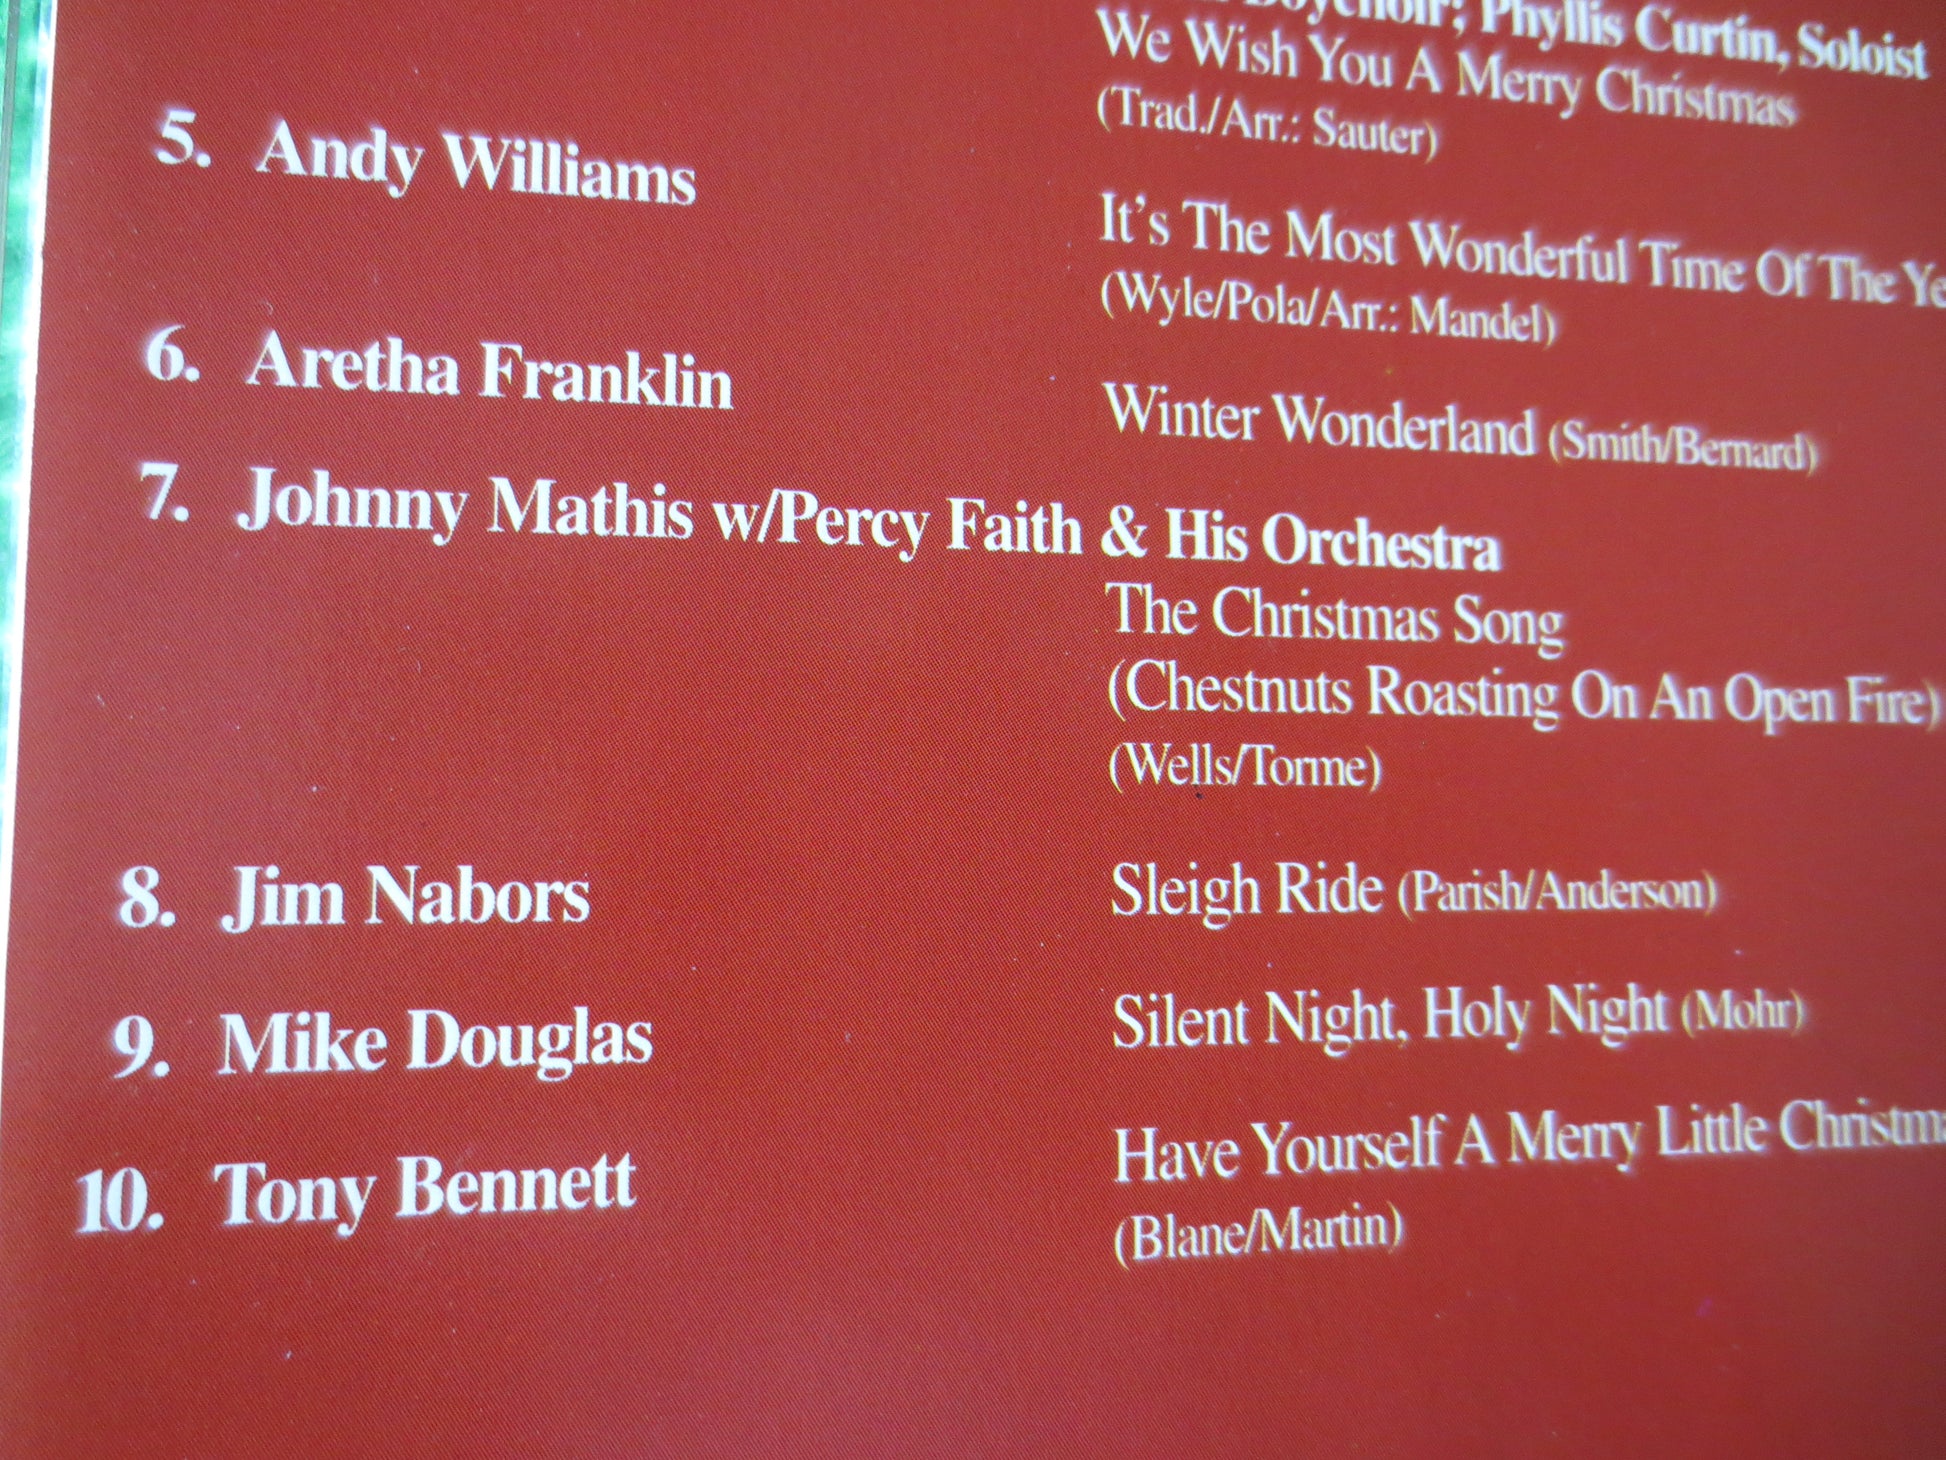 Boychoir; Phyllis Curtin, Soloist
We Wish You A Merry Christmas
(Trad./Arr.: Sauter)
5. Andy Williams
It's The Most Wonderful Time Of The Ye
(Wyle/Pola/Arr.: Mandel)
6. Aretha Franklin
Winter Wonderland (Smith/Bernard)
7. Johnny Mathis w/Percy Faith & His Orchestra
The Christmas Song
(Chestnuts Roasting On An Open Fire)
(Wells/Torme)
8. Jim Nabors
Sleigh Ride (Parish/Anderson)
9. Mike Douglas
Silent Night, Holy Night (Mohr)
10. Tony Bennett
Have Yourself A Merry Little Christma
(Blane/Martin)